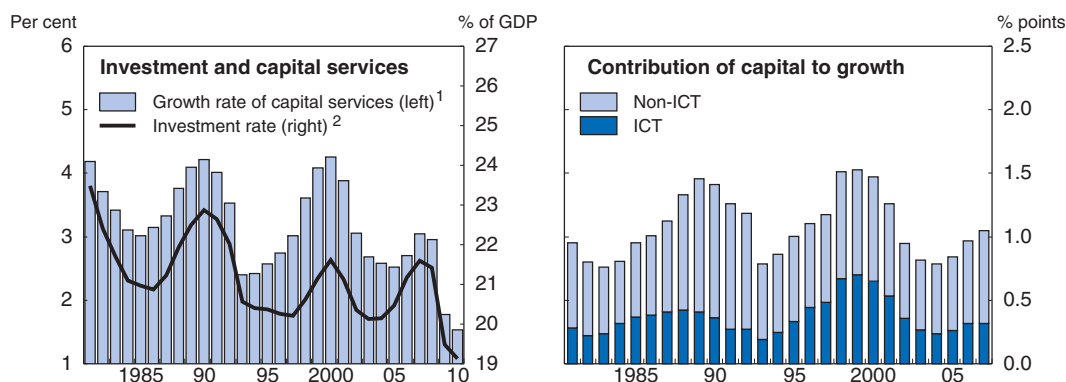 Per cent
% of GDP
6
5
4
3
2
1
27
26
25
24
23
22
21
20
19
Investment and capital services
Growth rate of capital services (left)1
Investment rate (right) 2
1985 90 95 2000 05 10
% points
2.5
2.0
1.5
1.0
0.5
0.0
Contribution of capital to growth
Non-ICT
ICT
1985 90 95 2000 05